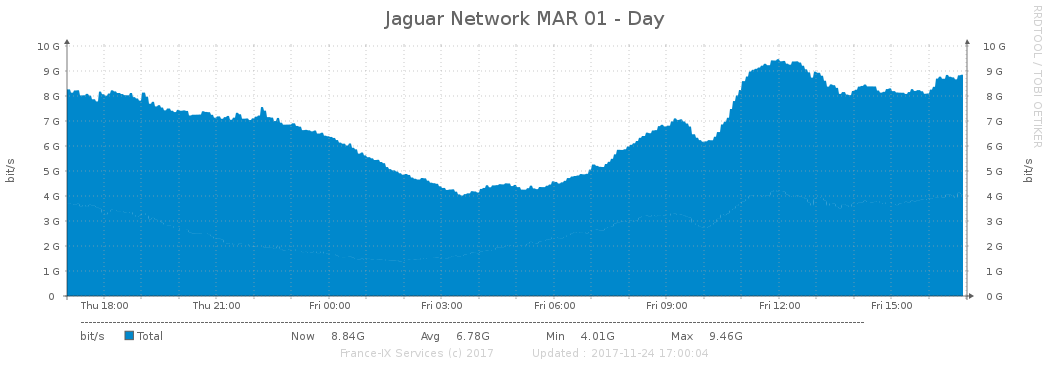 Jaguar Network MAR 01 - Day
RRDTOOL / TOBI OETIKER
10 G 10 G
9 G 9 G
8 G 8 G
7 G 7 G
6 G 6 G
5 G 5 G
4 G 4 G
3 G 3 G
2 G 2 G
1 G 1 G
0 0 G
bit/s
bit/s
Thu 18:00 Thu 21:00 Fri 00:00 Fri 03:00 Fri 06:00 Fri 09:00 Fri 12:00 Fri 15:00
bit/s Total Now 8.84G Avg 6.78G Min 4.01G Max 9.46G
France-IX Services (c) 2017 Updated : 2017-11-24 17:00:04